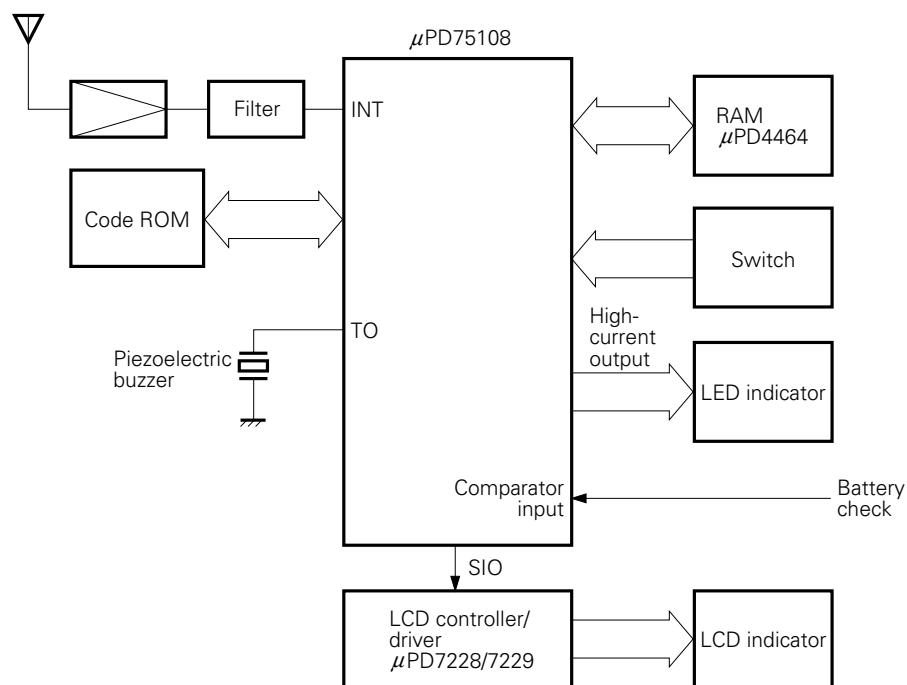 μPD75108
Filter
INT
RAM
μPD4464
Code ROM
Switch
TO
Piezoelectric
buzzer
High-
current
output
LED indicator
Comparator
input
Battery
check
SIO
LCD controller/
driver
μPD7228/7229
LCD indicator